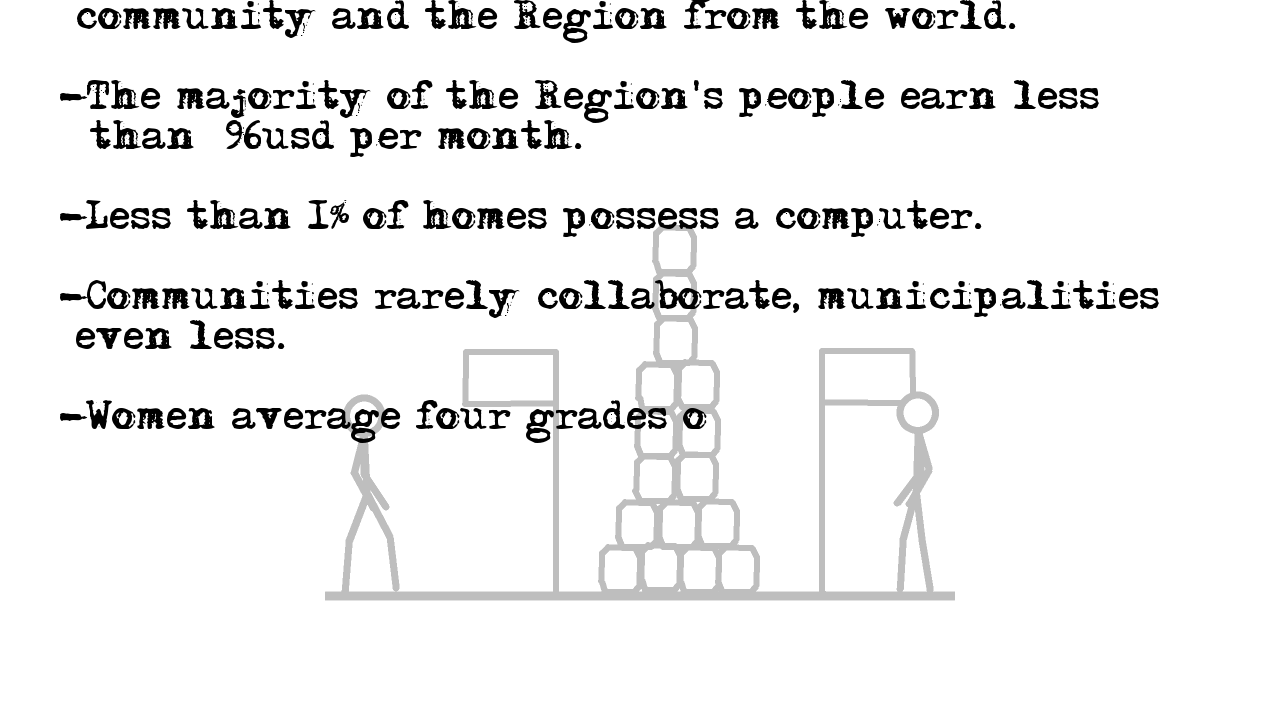 community and the Region from the world.
-The majority of the Region's people earn less
than 96usd per month.
-Less than 1% of homes possess a computer.
-Communities rarely collaborate, municipalities
even less.
-Women average four grades o